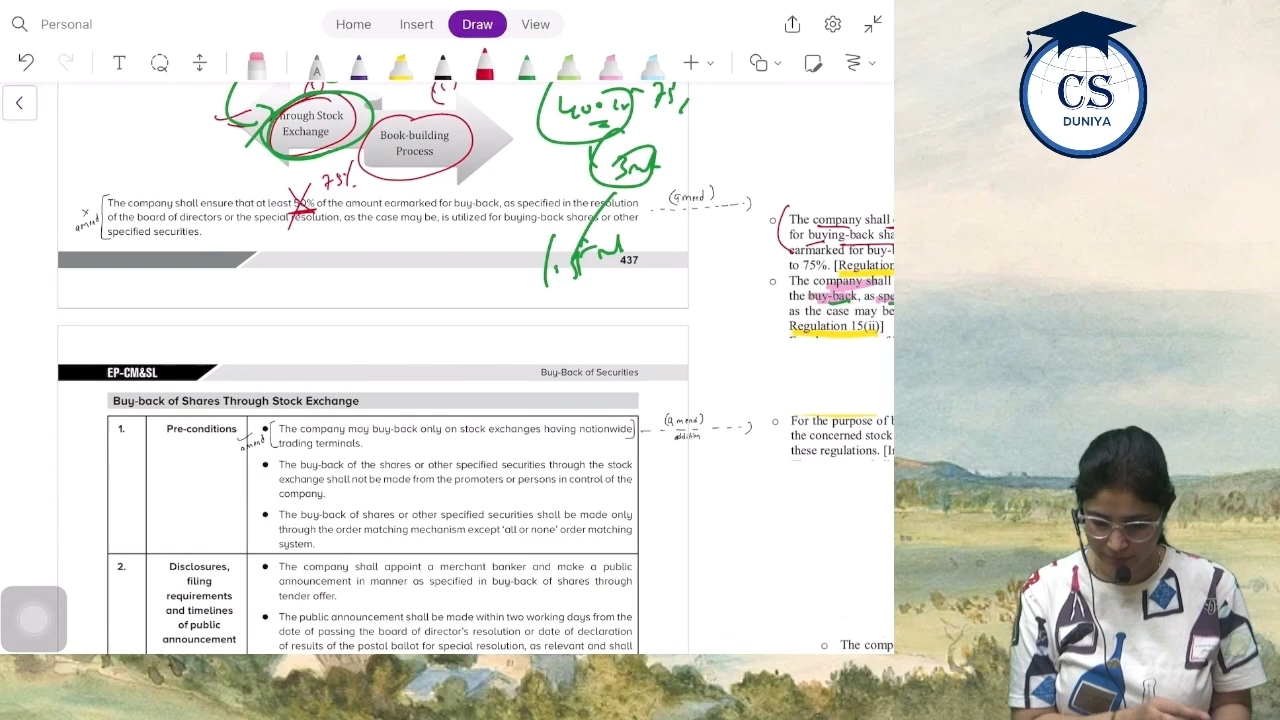 Personal
Home
Insert
Draw
View
T
A
hrough Stock
Exchange
Book-building
Process
75%
75%
(amend)
x
amend
The company shall ensure that at least 50% of the amount earmarked for buy-back, as specified in the resolution
of the board of directors or the special resolution, as the case may be, is utilized for buying-back shares or other
specified securities.
437
The company shall
for buying-back sha
earmarked for buy-
to 75%. [Regulation
The company shall
the buy-back, as spe
as the case may be
Regulation 15(ii)]
EP-CM&SL
Buy-Back of Securities
Buy-back of Shares Through Stock Exchange
1.
Pre-conditions
amend
• The company may buy-back only on stock exchanges having nationwide
trading terminals.
(amend)
addition
For the purpose of
the concerned stock
these regulations. [In
• The buy-back of the shares or other specified securities through the stock
exchange shall not be made from the promoters or persons in control of the
company.
• The buy-back of shares or other specified securities shall be made only
through the order matching mechanism except 'all or none' order matching
system.
2.
Disclosures,
filing
requirements
and timelines
of public
announcement
• The company shall appoint a merchant banker and make a public
announcement in manner as specified in buy-back of shares through
tender offer.
• The public announcement shall be made within two working days from the
date of passing the board of director's resolution or date of declaration
of results of the postal ballot for special resolution, as relevant and shall
The comp
CS
DUNIYA